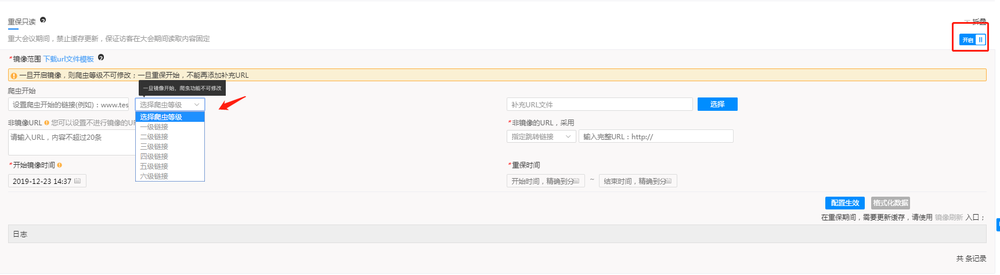 重保只读
折叠
重大会议期间，禁止缓存更新，保证访客在大会期间读取内容固定
开启
*镜像范围 下载url文件模板
一旦开启镜像，则爬虫等级不可修改；一旦重保开始，不能再添加补充URL
一旦镜像开始，爬虫功能不可修改
爬虫开始
设置爬虫开始的链接(例如)：www.tes
选择爬虫等级
补充URL文件
选择
选择爬虫等级
一级链接
二级链接
三级链接
四级链接
五级链接
六级链接
非镜像URL 您可以设置不进行镜像的UR
*非镜像的URL，采用
请输入URL，内容不超过20条
指定跳转链接
输入完整URL：http://
*开始镜像时间
*重保时间
2019-12-23 14:37
开始时间，精确到分
~
结束时间，精确到分
配置生效
格式化数据
在重保期间，需要更新缓存，请使用 镜像刷新 入口；
日志
共 条记录